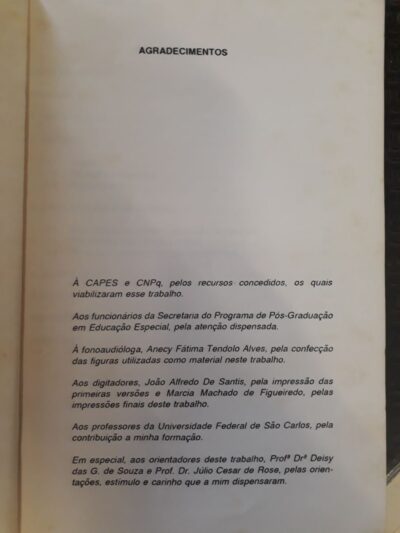 AGRADECIMENTOS
À CAPES e CNPq, pelos recursos concedidos, os quais
viabilizaram esse trabalho.
Aos funcionários da Secretaria do Programa de Pós-Graduação
em Educação Especial, pela atenção dispensada.
À fonoaudióloga, Anecy Fátima Tendolo Alves, pela confecção
das figuras utilizadas como material neste trabalho.
Aos digitadores, João Alfredo De Santis, pela impressão das
primeiras versões e Marcia Machado de Figueiredo, pelas
impressões finais deste trabalho.
Aos professores da Universidade Federal de São Carlos, pela
contribuição a minha formação.
Em especial, aos orientadores deste trabalho, Profª Drª Deisy
das G. de Souza e Prof. Dr. Júlio Cesar de Rose, pelas orien-
tações, estímulo e carinho que a mim dispensaram.